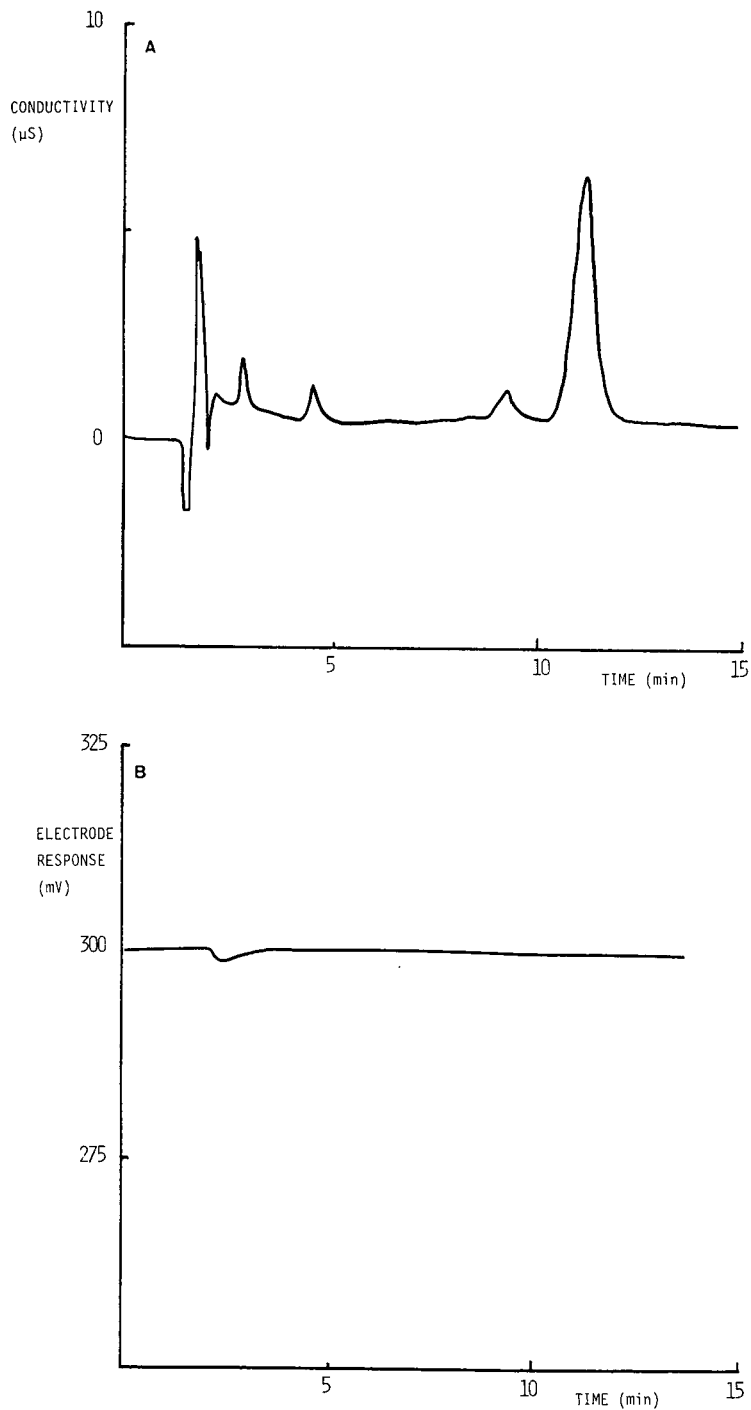 10
A
CONDUCTIVITY
(µS)
0
5
10
15
TIME (min)
325
B
ELECTRODE
RESPONSE
(mV)
300
275
5
10
15
TIME (min)